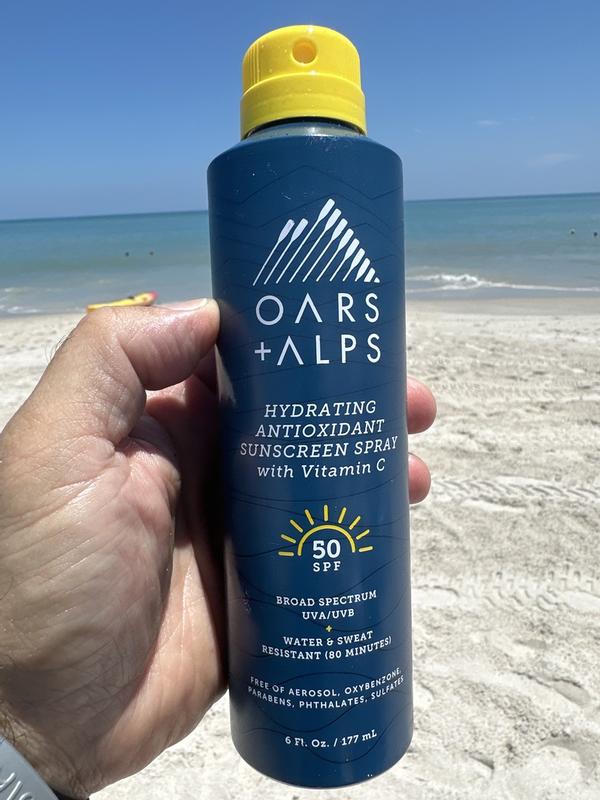 OARS
+ALPS
HYDRATING
ANTIOXIDANT
SUNSCREEN SPRAY
with Vitamin C
50
SPF
BROAD SPECTRUM
UVA/UVB
+
WATER & SWEAT
RESISTANT (80 MINUTES)
FREE OF AEROSOL, OXYBENZONE,
PARABENS, PHTHALATES, SULFATES
6 Fl. Oz. / 177 mL